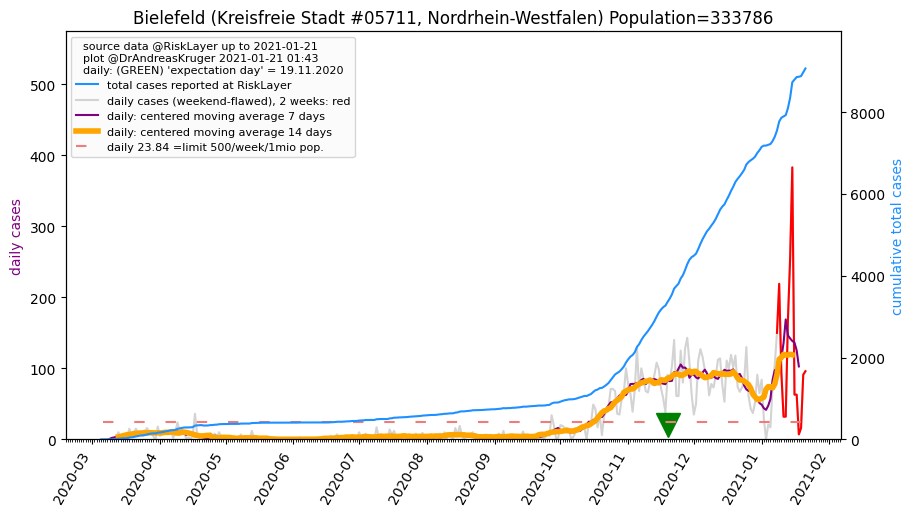 Bielefeld (Kreisfreie Stadt #05711, Nordrhein-Westfalen) Population=333786
source data @RiskLayer up to 2021-01-21
plot @DrAndreasKruger 2021-01-21 01:43
daily: (GREEN) 'expectation day' = 19.11.2020
total cases reported at RiskLayer
daily cases (weekend-flawed), 2 weeks: red
daily: centered moving average 7 days
daily: centered moving average 14 days
daily 23.84 =limit 500/week/1mio pop.
daily cases
500
400
300
200
100
0
cumulative total cases
8000
6000
4000
2000
0
2020-03
2020-04
2020-05
2020-06
2020-07
2020-08
2020-09
2020-10
2020-11
2020-12
2021-01
2021-02